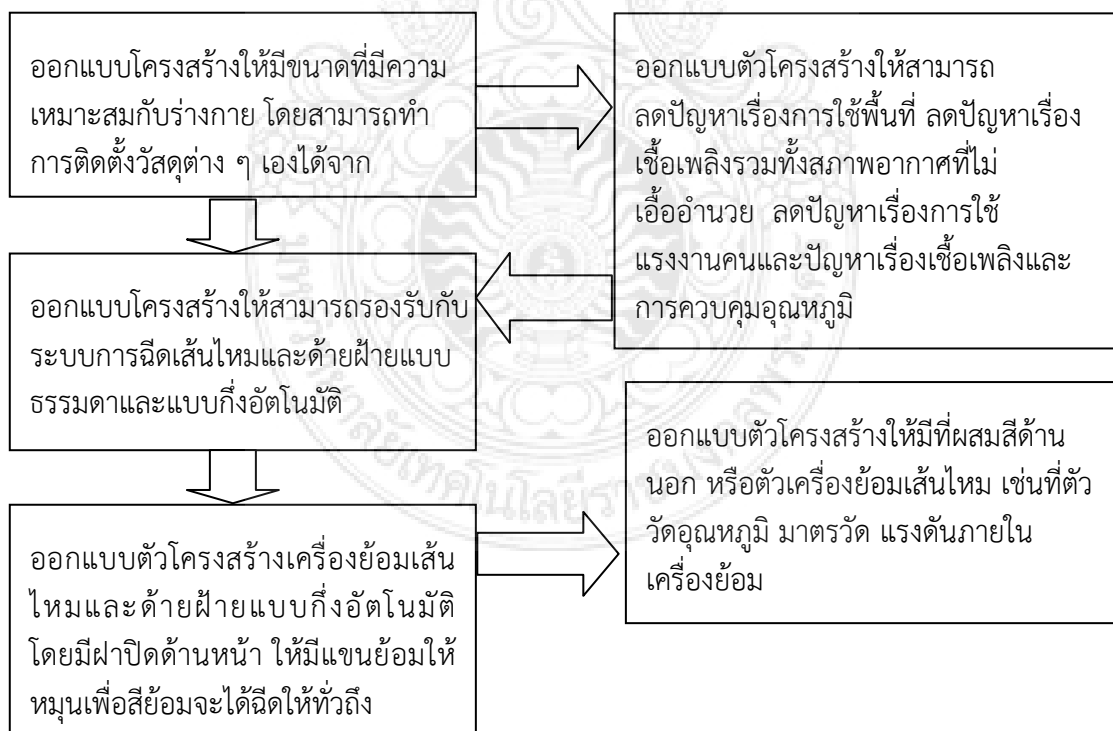 ออกแบบโครงสร้างให้มีขนาดที่มีความ
เหมาะสมกับร่างกาย โดยสามารถทำ
การติดตั้งวัสดุต่าง ๆ เองได้จาก
ออกแบบตัวโครงสร้างให้สามารถ
ลดปัญหาเรื่องการใช้พื้นที่ ลดปัญหาเรื่อง
เชื้อเพลิงรวมทั้งสภาพอากาศที่ไม่
เอื้ออำนวย ลดปัญหาเรื่องการใช้
แรงงานคนและปัญหาเรื่องเชื้อเพลิงและ
การควบคุมอุณหภูมิ
ออกแบบโครงสร้างให้สามารถรองรับกับ
ระบบการฉีดเส้นไหมและด้ายฝ้ายแบบ
ธรรมดาและแบบกึ่งอัตโนมัติ
ออกแบบตัวโครงสร้างให้มีที่ผสมสีด้าน
นอก หรือตัวเครื่องย้อมเส้นไหม เช่นที่ตัว
วัดอุณหภูมิ มาตรวัด แรงดันภายใน
เครื่องย้อม
ออกแบบตัวโครงสร้างเครื่องย้อมเส้น
ไหมและด้ายฝ้ายแบบกึ่งอัตโนมัติ
โดยมีฝาปิดด้านหน้า ให้มีแขนย้อมให้
หมุนเพื่อสีย้อมจะได้ฉีดให้ทั่วถึง